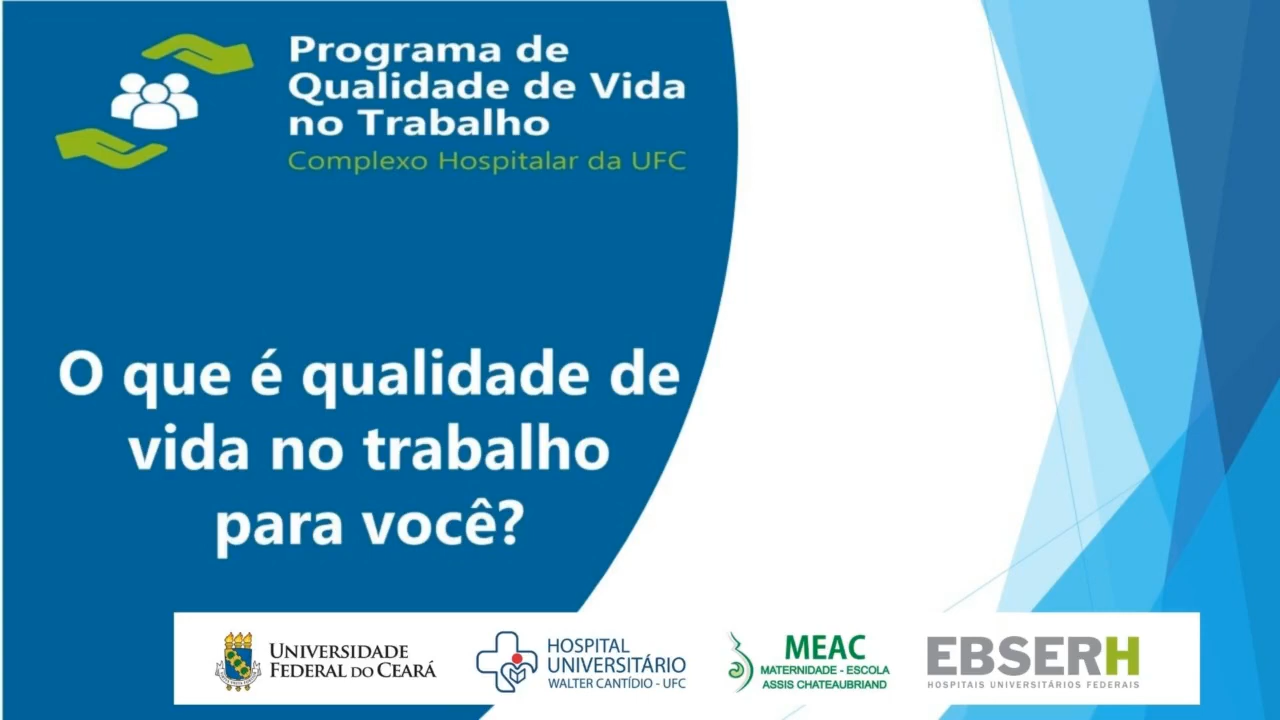 Programa de
Qualidade de Vida
no Trabalho
Complexo Hospitalar da UFC
O que é qualidade de
vida no trabalho
para você?
UNIVERSIDADE
FEDERAL DO CEARÁ
HOSPITAL
UNIVERSITÁRIO
WALTER CANTÍDIO - UFC
MEAC
MATERNIDADE - ESCOLA
ASSIS CHATEAUBRIAND
EBSERH
HOSPITAIS UNIVERSITÁRIOS FEDERAIS